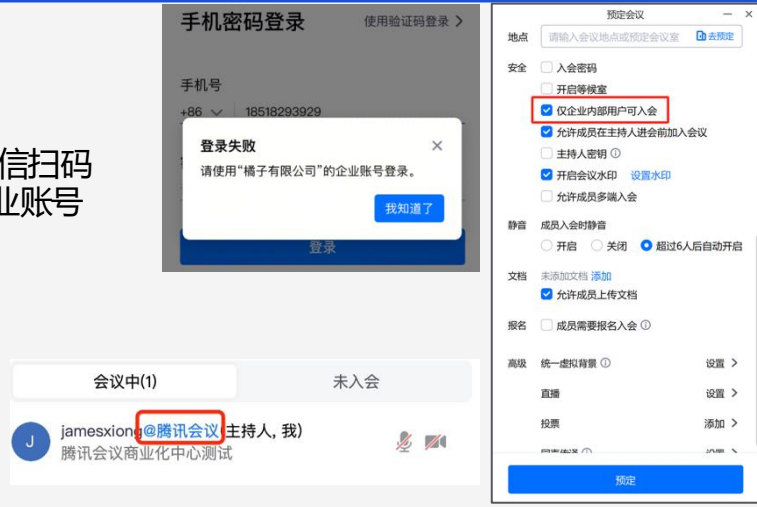 信扫码
业账号
手机密码登录 使用验证码登录 >
手机号
+86 18518293929
登录失败 ×
请使用“橘子有限公司”的企业账号登录。
我知道了
登录
会议中(1) 未入会
J
jamesxiong@腾讯会议(主持人, 我)
腾讯会议商业化中心测试
预定会议
地点 请输入会议地点或预定会议室 去预定
安全 入会密码
开启等候室
仅企业内部用户可入会
允许成员在主持人进会前加入会议
主持人密钥
开启会议水印 设置水印
允许成员多端入会
静音 成员入会时静音
开启 关闭 超过6人后自动开启
文档 未添加文档 添加
允许成员上传文档
报名 成员需要报名入会
高级 统一虚拟背景 设置 >
直播 设置 >
投票 添加 >
预定